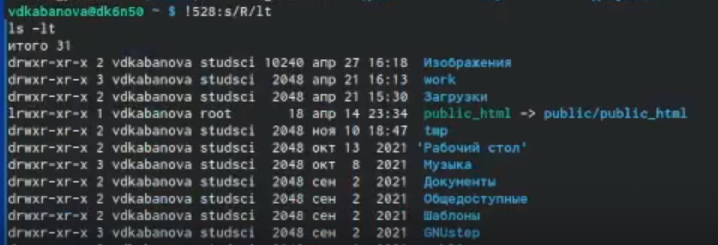 vdkabanova@dk6n50 ~ $ !528:s/R/lt
ls -lt
итого 31
drwxr-xr-x 2 vdkabanova studsci 10240 апр 27 16:18 Изображения
drwxr-xr-x 3 vdkabanova studsci 2048 апр 21 16:13 work
drwxr-xr-x 2 vdkabanova studsci 2048 апр 21 15:30 Загрузки
lrwxr-xr-x 1 vdkabanova root 18 апр 14 23:34 public_html -> public/public_html
drwxr-xr-x 2 vdkabanova studsci 2048 ноя 10 18:47 tmp
drwxr-xr-x 2 vdkabanova studsci 2048 окт 13 2021 'Рабочий стол'
drwxr-xr-x 3 vdkabanova studsci 2048 окт 8 2021 Музыка
drwxr-xr-x 2 vdkabanova studsci 2048 сен 2 2021 Документы
drwxr-xr-x 2 vdkabanova studsci 2048 сен 2 2021 Общедоступные
drwxr-xr-x 2 vdkabanova studsci 2048 сен 2 2021 Шаблоны
drwxr-xr-x 3 vdkabanova studsci 2048 сен 2 2021 GNUstep